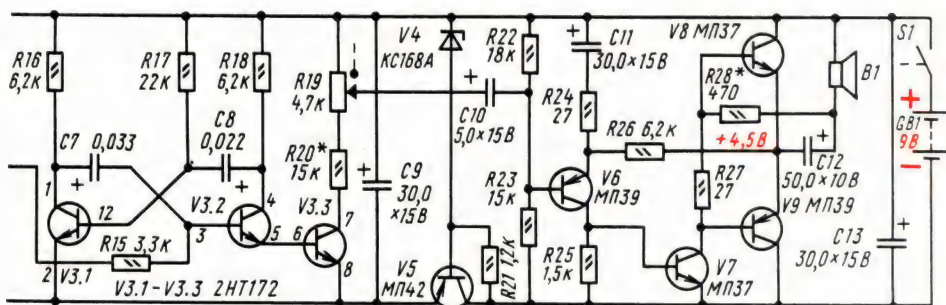 R16
6,2к
R17
22к
R18
6,2к
R19
4,7к
V4
КС168А
R22
18к
C11
30,0×15В
V8 МП37
S1
R28*
470
B1
C7
0,033
C8
0,022
+
+
1
12
V3.2
4
R20*
15к
+
C10
5,0×15В
+
R24
27
R26 6,2к
+4,5В
+
GB1
9В
–
+
C12
50,0×10В
R27
27
+
C9
30,0
×15В
R23
15к
V6
МП39
V9 МП39
V3.3
7
R15 3,3к
3
5
6
8
2
V3.1
V3.1–V3.3 2НТ172
V5
МП42
R21 1,2к
R25
1,5к
V7
МП37
+
C13
30,0×15В